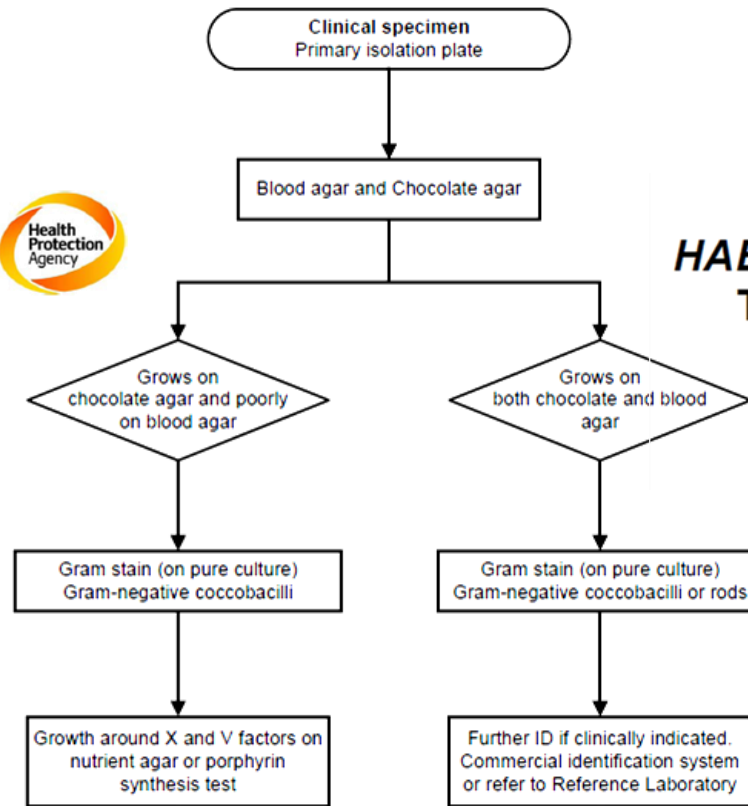 Clinical specimen
Primary isolation plate
Blood agar and Chocolate agar
Health
Protection
Agency
Grows on
chocolate agar and poorly
on blood agar
Grows on
both chocolate and blood
agar
Gram stain (on pure culture)
Gram-negative coccobacilli
Gram stain (on pure culture)
Gram-negative coccobacilli or rods
Growth around X and V factors on
nutrient agar or porphyrin
synthesis test
Further ID if clinically indicated.
Commercial identification system
or refer to Reference Laboratory